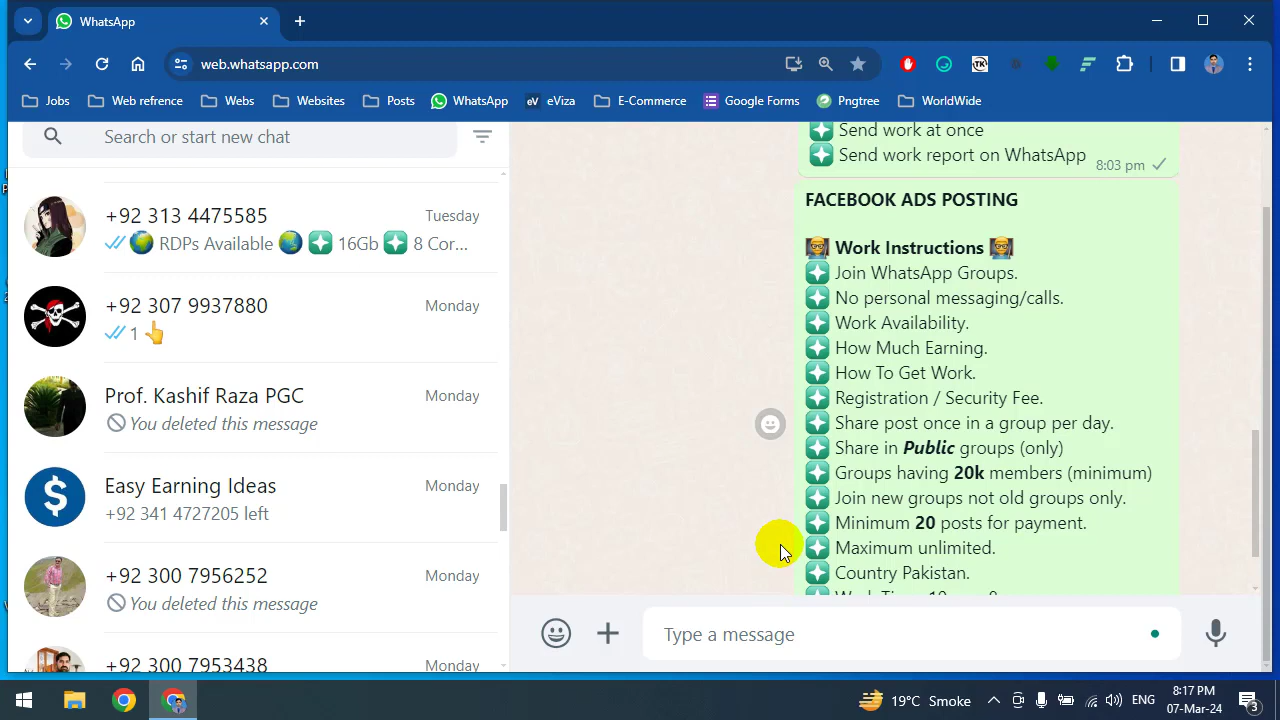 WhatsApp
web.whatsapp.com
Jobs
Web refrence
Webs
Websites
Posts
WhatsApp
eViza
E-Commerce
Google Forms
Pngtree
WorldWide
Search or start new chat
+92 313 4475585
Tuesday
RDPs Available 16Gb 8 Cor...
+92 307 9937880
Monday
1
Prof. Kashif Raza PGC
Monday
You deleted this message
Easy Earning Ideas
Monday
+92 341 4727205 left
+92 300 7956252
Monday
You deleted this message
+92 300 7953438
Monday
Send work at once
Send work report on WhatsApp
8:03 pm
FACEBOOK ADS POSTING
Work Instructions
Join WhatsApp Groups.
No personal messaging/calls.
Work Availability.
How Much Earning.
How To Get Work.
Registration / Security Fee.
Share post once in a group per day.
Share in Public groups (only)
Groups having 20k members (minimum)
Join new groups not old groups only.
Minimum 20 posts for payment.
Maximum unlimited.
Country Pakistan.
Type a message
19°C Smoke
ENG
8:17 PM
07-Mar-24
3